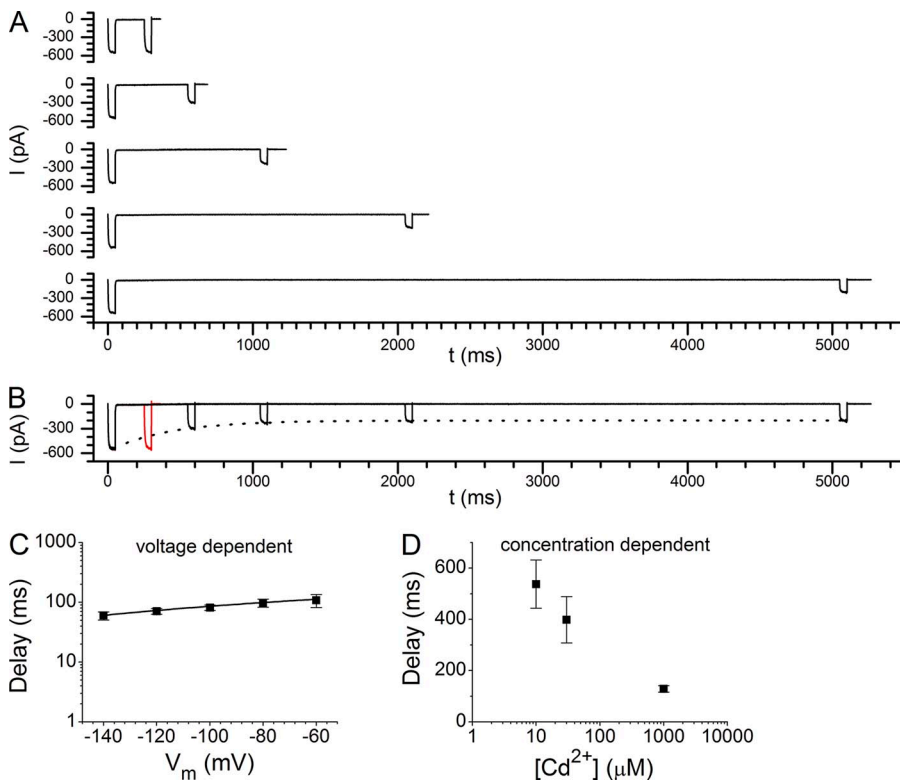 A
0
-300
-600
0
-300
-600
0
-300
-600
0
-300
-600
0
-300
-600
I (pA)
0 1000 2000 3000 4000 5000
t (ms)
B
0
-300
-600
I (pA)
0 1000 2000 3000 4000 5000
t (ms)
C
voltage dependent
1000
100
10
1
Delay (ms)
-140 -120 -100 -80 -60
Vm (mV)
D
concentration dependent
600
400
200
0
Delay (ms)
1 10 100 1000 10000
[Cd2+] (μM)